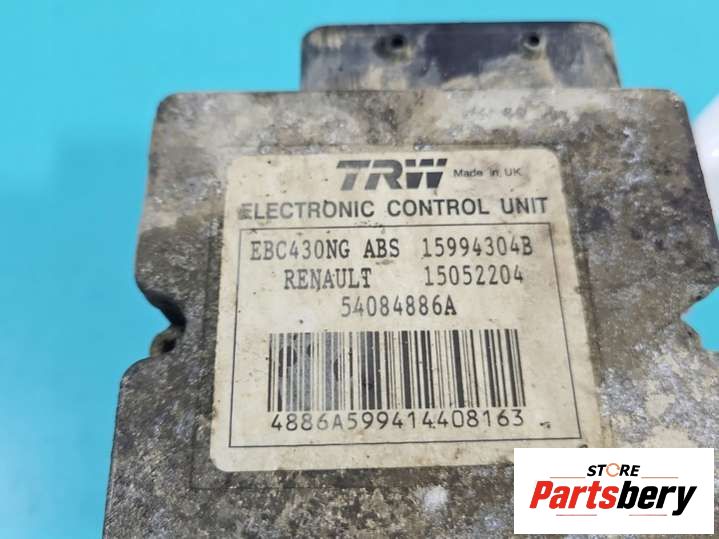 TRW Made in UK
ELECTRONIC CONTROL UNIT
EBC430NG ABS 15994304B
RENAULT 15052204
54084886A
4886A599414408163
STORE
Partsbery